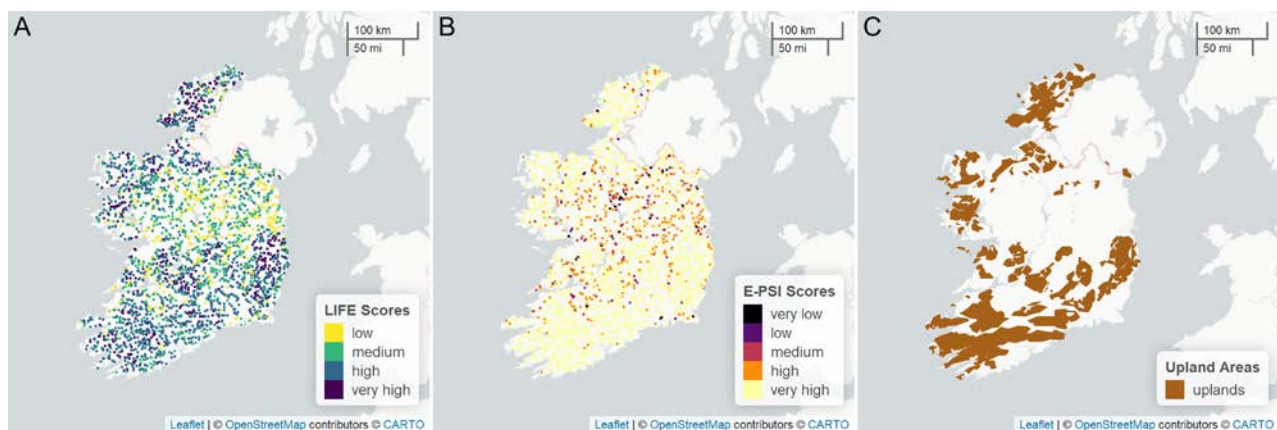 A
100 km
50 mi
LIFE Scores
low
medium
high
very high
Leaflet | © OpenStreetMap contributors © CARTO
B
100 km
50 mi
E-PSI Scores
very low
low
medium
high
very high
Leaflet | © OpenStreetMap contributors © CARTO
C
100 km
50 mi
Upland Areas
uplands
Leaflet | © OpenStreetMap contributors © CARTO